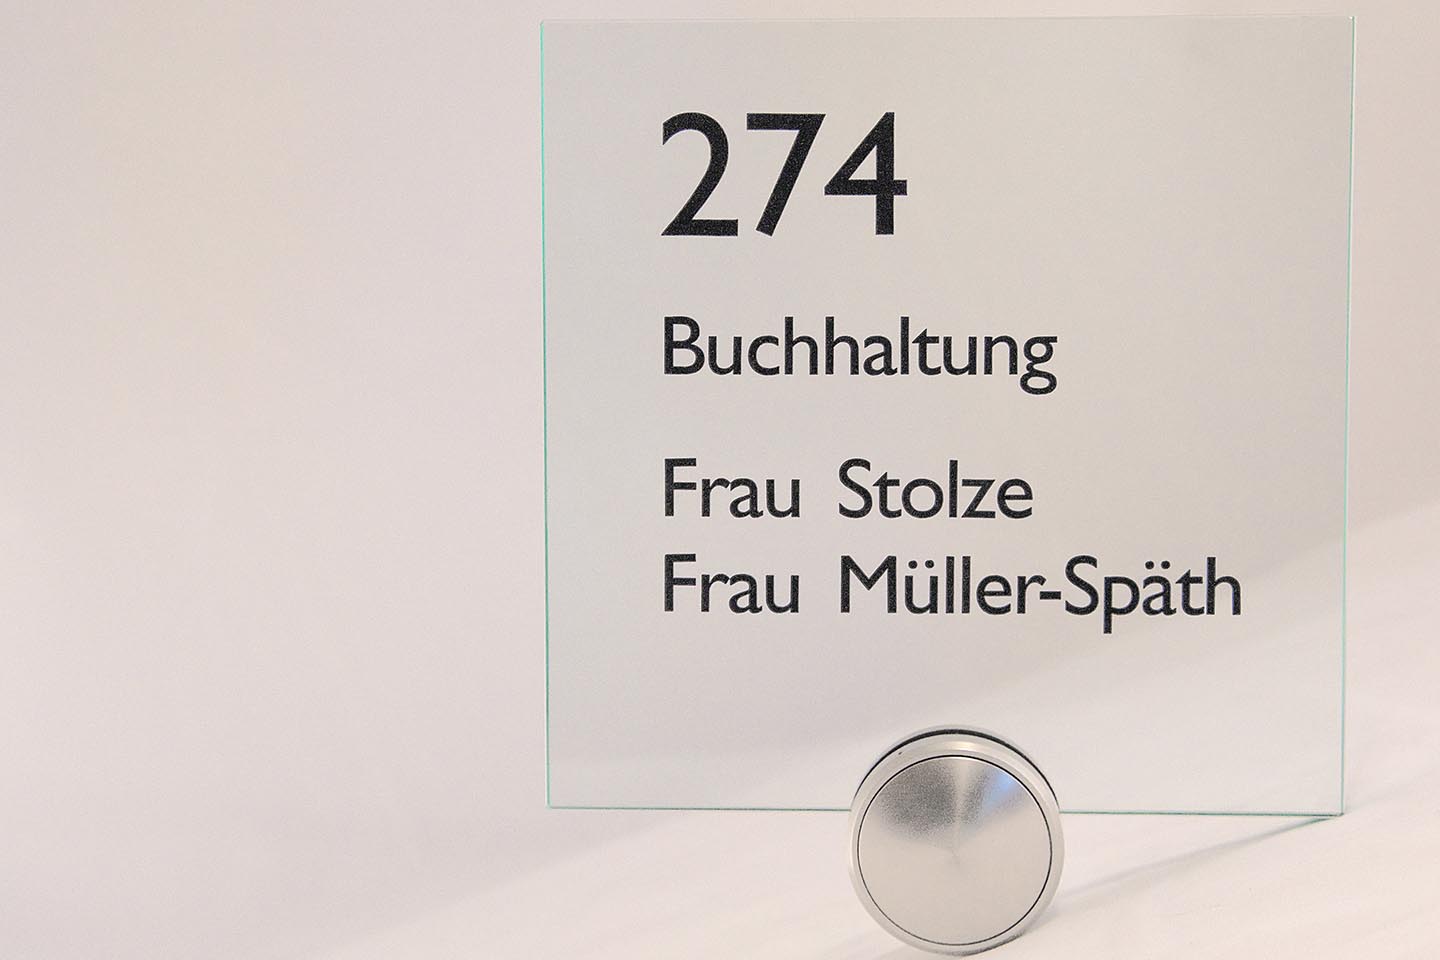 274
Buchhaltung
Frau Stolze
Frau Müller-Späth